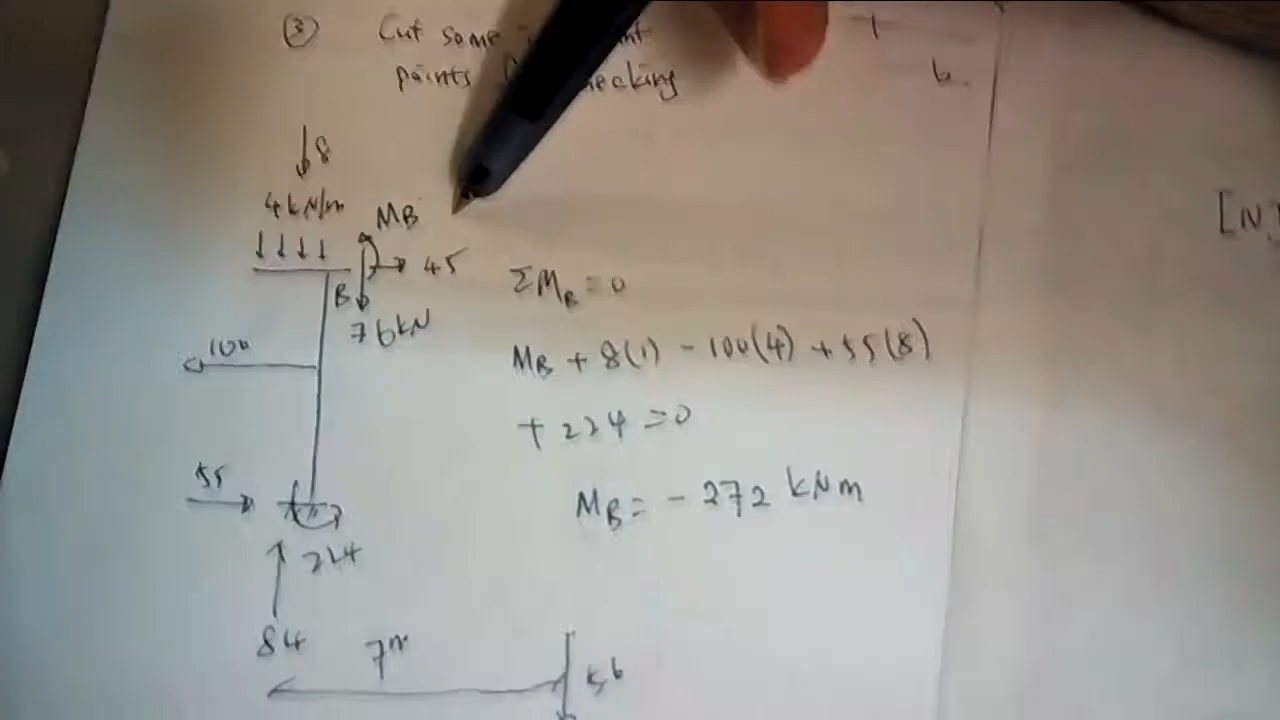 ③ Cut some
points
b.
8
4kN/m
MB
45
B
76kN
100
55
224
84
7m
ΣMB = 0
MB + 8(1) - 100(4) + 55(8)
+ 224 = 0
MB = - 272 kNm
[N]